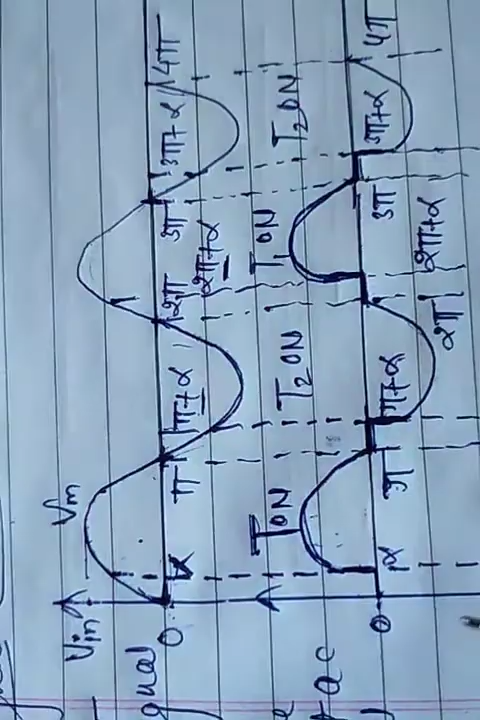 Vin
Vm
0 α π π+α 2π 2π+α 3π 3π+α 4π
T ON T₂ ON T₁ ON T₂ ON
0 α π π+α 2π 2π+α 3π 3π+α 4π